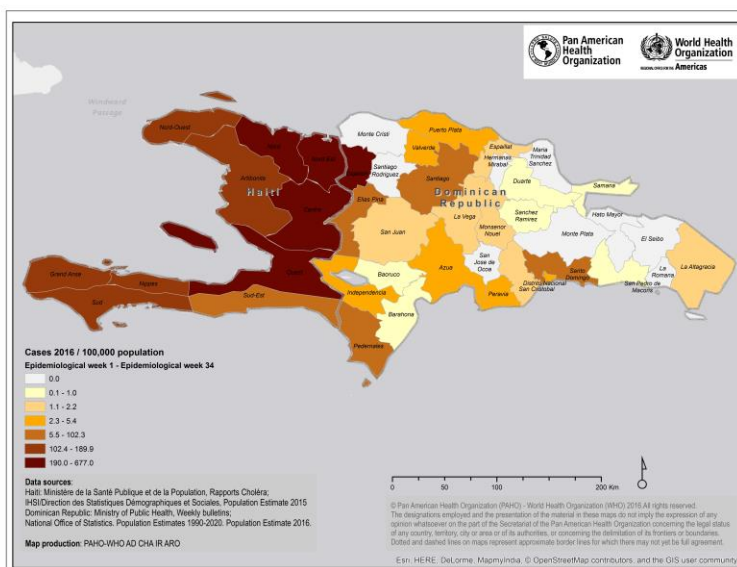 Pan American
Health
Organization
World Health
Organization
REGIONAL OFFICE FOR THE Americas
Windward
Passage
Nord-Ouest
Nord
Nord-Est
Artibonite
Haiti
Centre
Ouest
Grand Anse
Nippes
Sud
Sud-Est
Monte Cristi
Puerto Plata
Valverde
Espaillat
Hermanas
Mirabal
Maria
Trinidad
Sanchez
Santiago
Rodriguez
Santiago
Duarte
Samana
Dominican
Republic
Elias Pina
San Juan
La Vega
Monsenor
Nouel
Sanchez
Ramirez
Monte Plata
Hato Mayor
El Seibo
La Altagracia
La
Romana
San Pedro de
Macoris
Santo
Domingo
Distrito Nacional
San Cristobal
San Jose
de Ocoa
Peravia
Azua
Baoruco
Independencia
Barahona
Pedernales
Cases 2016 / 100,000 population
Epidemiological week 1 - Epidemiological week 34
0.0
0.1 - 1.0
1.1 - 2.2
2.3 - 5.4
5.5 - 102.3
102.4 - 189.9
190.0 - 677.0
Data sources:
Haiti: Ministère de la Santé Publique et de la Population, Rapports Choléra;
IHSI/Direction des Statistiques Démographiques et Sociales, Population Estimate 2015
Dominican Republic: Ministry of Public Health, Weekly bulletins;
National Office of Statistics. Population Estimates 1990-2020. Population Estimate 2016.
Map production: PAHO-WHO AD CHA IR ARO
0 50 100 200 Km
© Pan American Health Organization (PAHO) - World Health Organization (WHO) 2016.All rights reserved.
The designations employed and the presentation of the material in these maps do not imply the expression of any
opinion whatsoever on the part of the Secretariat of the Pan American Health Organization concerning the legal status
of any country, territory, city or area or of its authorities, or concerning the delimitation of its frontiers or boundaries.
Dotted and dashed lines on maps represent approximate border lines for which there may not yet be full agreement.
Esri, HERE, DeLorme, MapmyIndia, © OpenStreetMap contributors, and the GIS user community